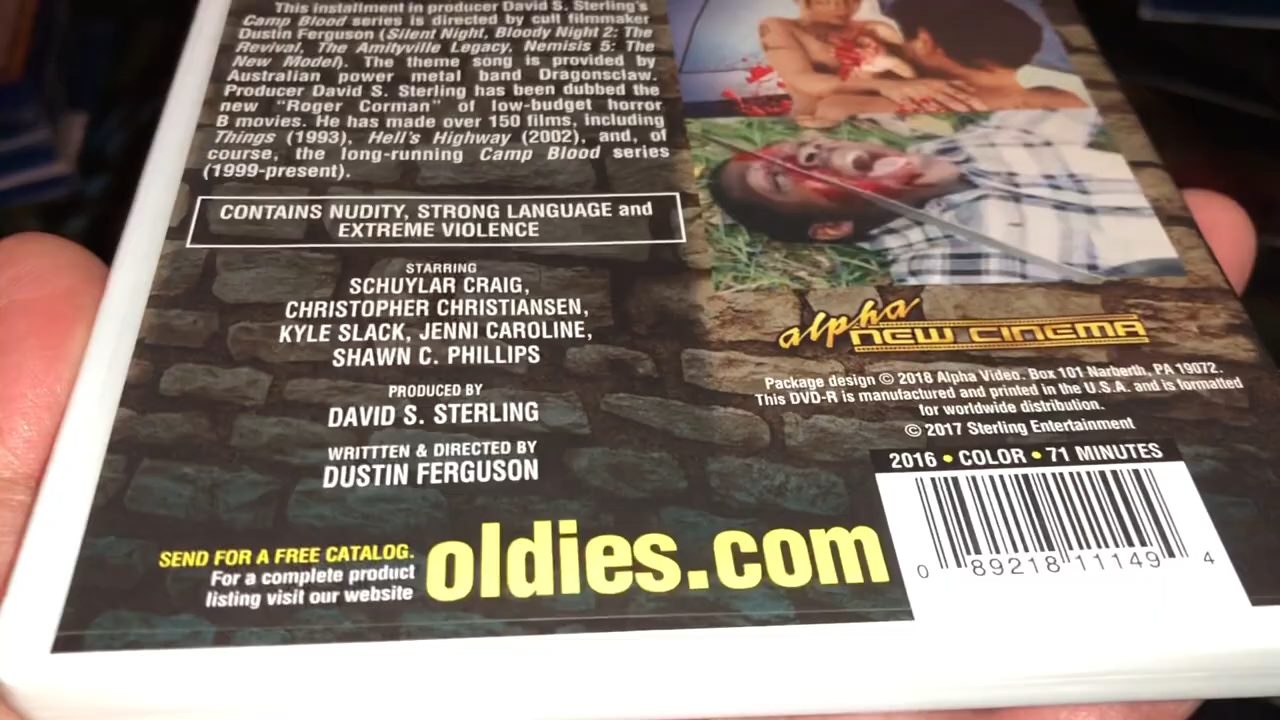 This installment in producer David S. Sterling's
Camp Blood series is directed by cult filmmaker
Dustin Ferguson (Silent Night, Bloody Night 2: The
Revival, The Amityville Legacy, Nemisis 5: The
New Model). The theme song is provided by
Australian power metal band Dragonsclaw.
Producer David S. Sterling has been dubbed the
new "Roger Corman" of low-budget horror
B movies. He has made over 150 films, including
Things (1993), Hell's Highway (2002), and, of
course, the long-running Camp Blood series
(1999-present).
CONTAINS NUDITY, STRONG LANGUAGE and
EXTREME VIOLENCE
STARRING
SCHUYLAR CRAIG,
CHRISTOPHER CHRISTIANSEN,
KYLE SLACK, JENNI CAROLINE,
SHAWN C. PHILLIPS
PRODUCED BY
DAVID S. STERLING
WRITTTEN & DIRECTED BY
DUSTIN FERGUSON
SEND FOR A FREE CATALOG.
For a complete product
listing visit our website
oldies.com
alpha
NEW CINEMA
Package design © 2018 Alpha Video. Box 101 Narberth, PA 19072.
This DVD-R is manufactured and printed in the U.S.A. and is formatted
for worldwide distribution.
© 2017 Sterling Entertainment
2016 • COLOR • 71 MINUTES
0 89218 11149 4